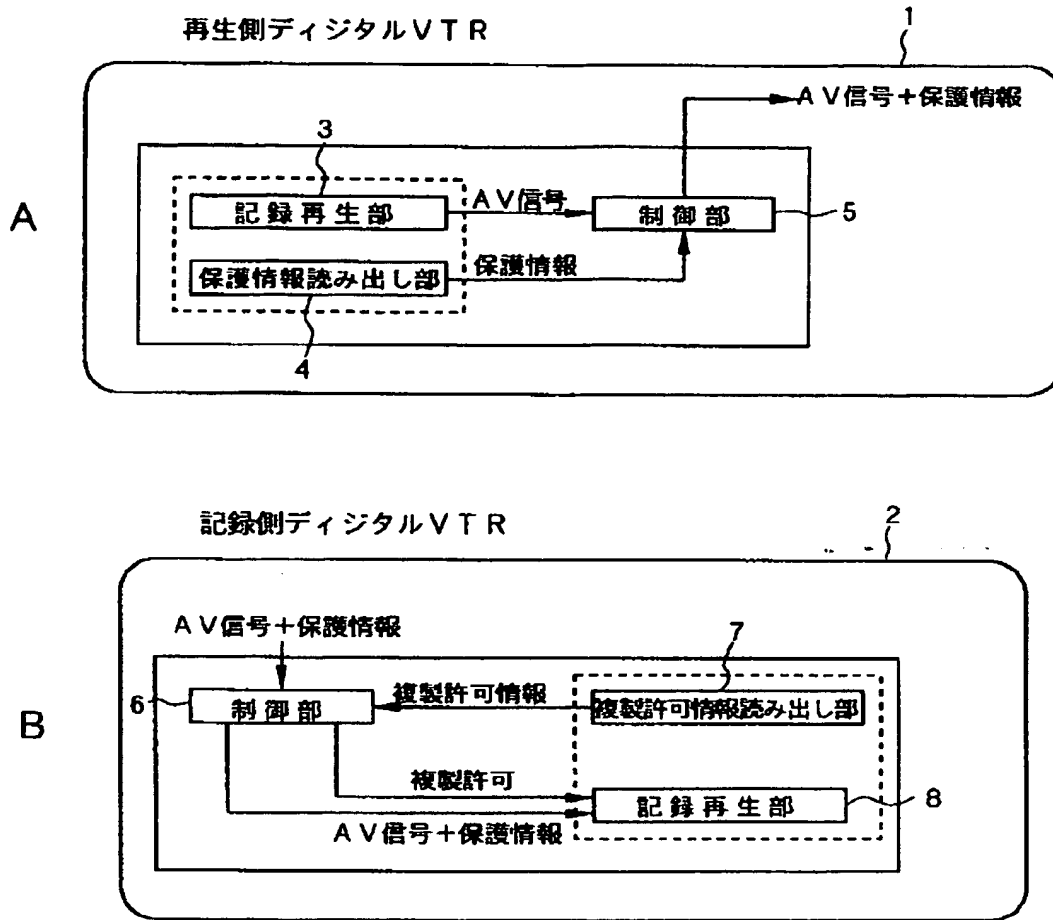 再生側ディジタルVTR
1
AV信号+保護情報
A
3
記録再生部
AV信号
制御部
5
保護情報読み出し部
保護情報
4
記録側ディジタルVTR
2
B
AV信号+保護情報
7
6
制御部
複製許可情報
複製許可情報読み出し部
複製許可
記録再生部
8
AV信号+保護情報